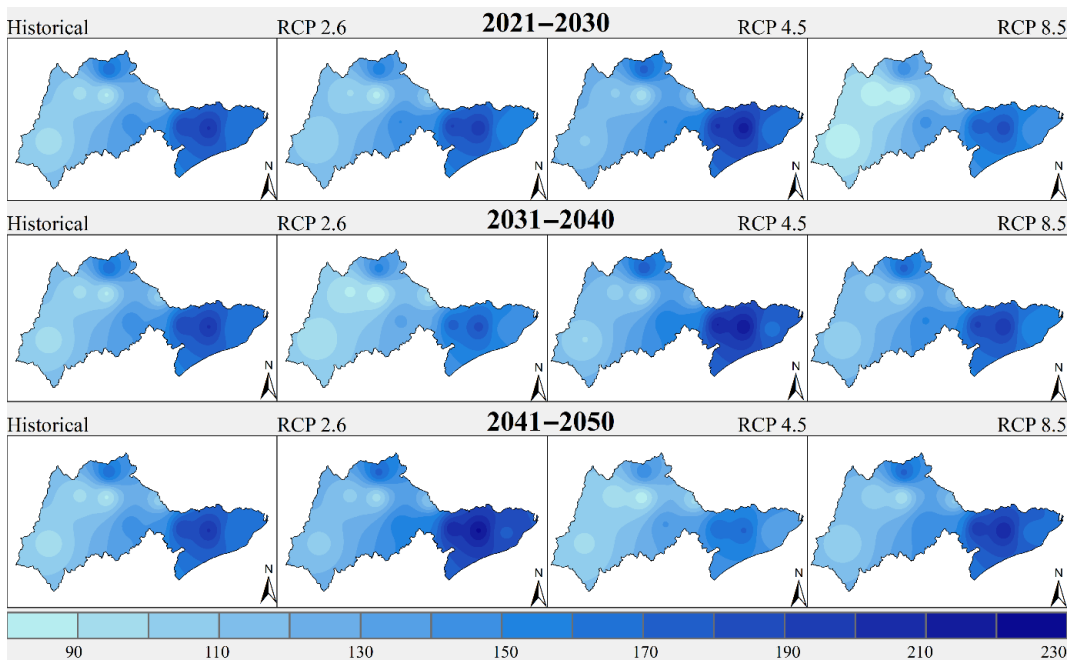 Historical RCP 2.6 2021–2030 RCP 4.5 RCP 8.5
N N N N
Historical RCP 2.6 2031–2040 RCP 4.5 RCP 8.5
N N N N
Historical RCP 2.6 2041–2050 RCP 4.5 RCP 8.5
N N N N
90 110 130 150 170 190 210 230